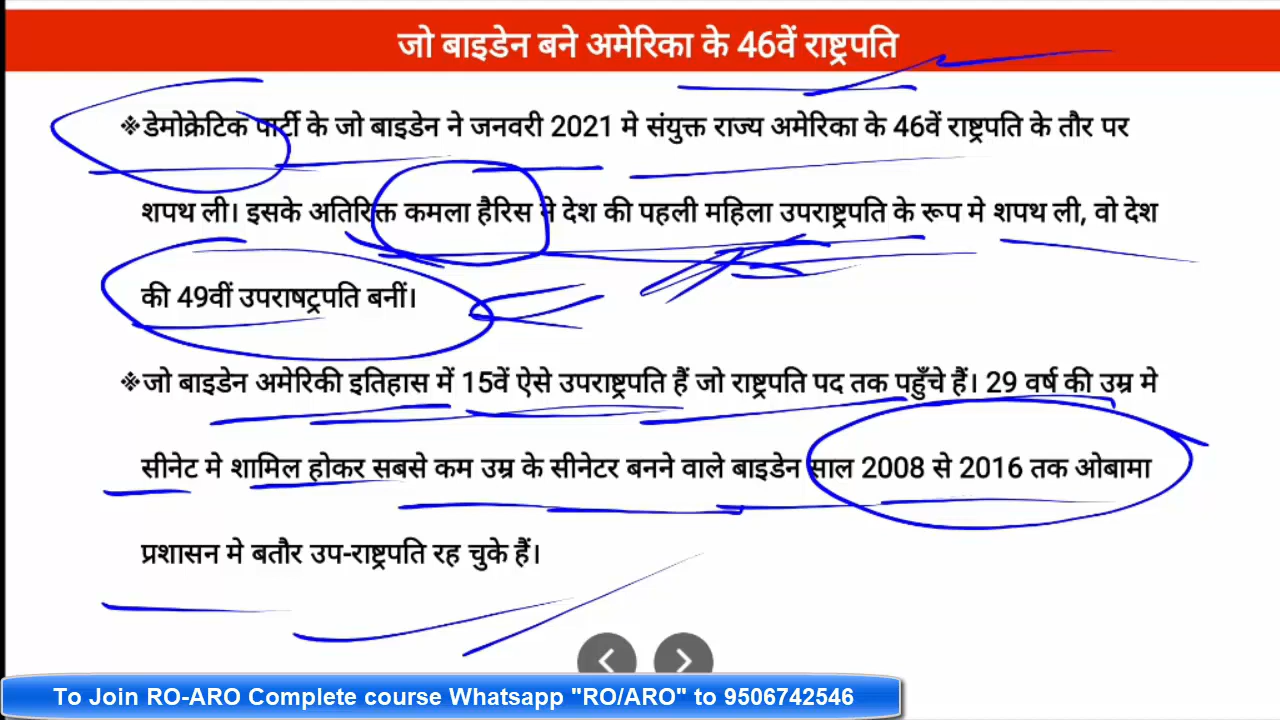 जो बाइडेन बने अमेरिका के 46वें राष्ट्रपति
❖डेमोक्रेटिक पार्टी के जो बाइडेन ने जनवरी 2021 मे संयुक्त राज्य अमेरिका के 46वें राष्ट्रपति के तौर पर
शपथ ली। इसके अतिरिक्त कमला हैरिस ने देश की पहली महिला उपराष्ट्रपति के रूप मे शपथ ली, वो देश
की 49वीं उपराषट्रपति बनीं।
❖जो बाइडेन अमेरिकी इतिहास में 15वें ऐसे उपराष्ट्रपति हैं जो राष्ट्रपति पद तक पहुँचे हैं। 29 वर्ष की उम्र मे
सीनेट मे शामिल होकर सबसे कम उम्र के सीनेटर बनने वाले बाइडेन साल 2008 से 2016 तक ओबामा
प्रशासन मे बतौर उप-राष्ट्रपति रह चुके हैं।
To Join RO-ARO Complete course Whatsapp "RO/ARO" to 9506742546